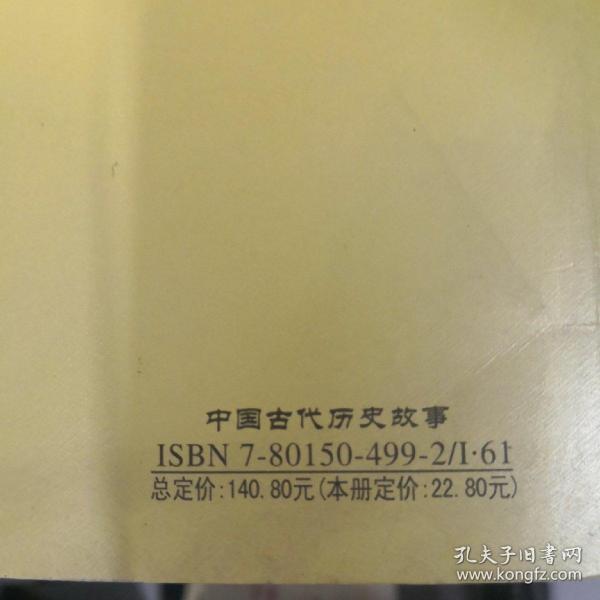 中国古代历史故事
ISBN 7-80150-499-2/I·61
总定价:140.80元(本册定价:22.80元)
孔夫子旧書网
www.kongfz.com